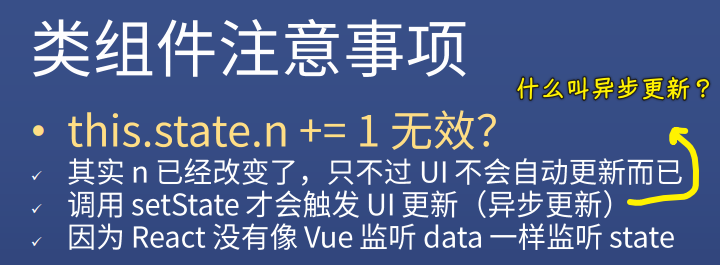 类组件注意事项
什么叫异步更新？
• this.state.n += 1 无效？
✓ 其实 n 已经改变了，只不过 UI 不会自动更新而已
✓ 调用 setState 才会触发 UI 更新（异步更新）
✓ 因为 React 没有像 Vue 监听 data 一样监听 state